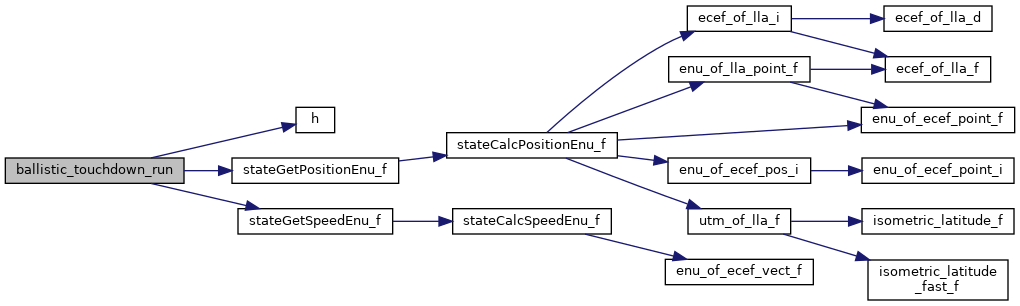 ballistic_touchdown_run
h
stateGetPositionEnu_f
stateGetSpeedEnu_f
stateCalcPositionEnu_f
stateCalcSpeedEnu_f
ecef_of_lla_i
enu_of_lla_point_f
enu_of_ecef_pos_i
utm_of_lla_f
enu_of_ecef_vect_f
ecef_of_lla_d
ecef_of_lla_f
enu_of_ecef_point_f
enu_of_ecef_point_i
isometric_latitude_f
isometric_latitude
_fast_f